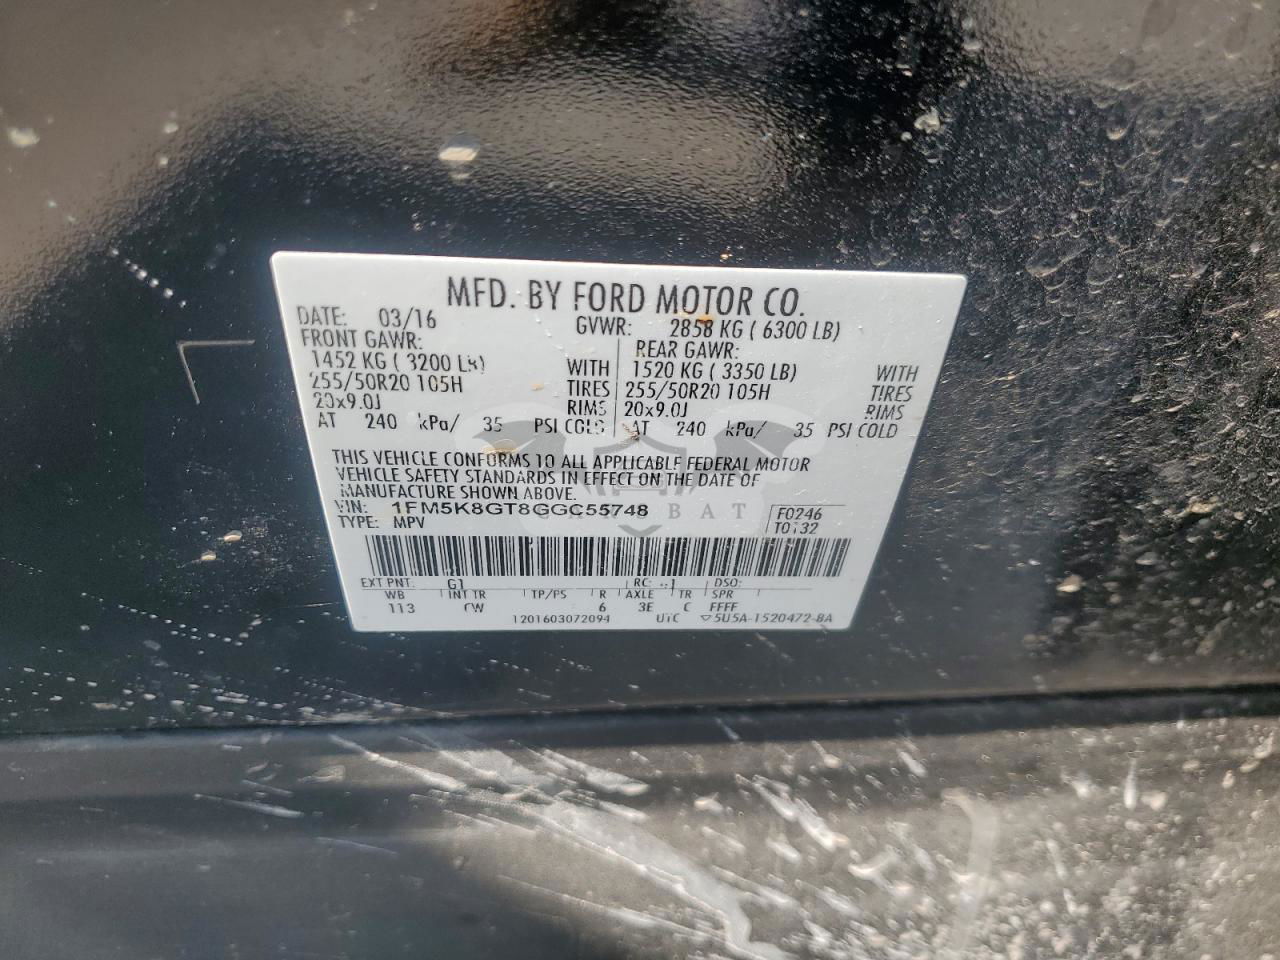 MFD. BY FORD MOTOR CO.
DATE: 03/16 GVWR: 2858 KG ( 6300 LB)
FRONT GAWR: REAR GAWR:
1452 KG ( 3200 LB) WITH 1520 KG ( 3350 LB) WITH
255/50R20 105H TIRES 255/50R20 105H TIRES
20x9.0J RIMS 20x9.0J RIMS
AT 240 kPa/ 35 PSI COLD AT 240 kPa/ 35 PSI COLD
THIS VEHICLE CONFORMS TO ALL APPLICABLE FEDERAL MOTOR
VEHICLE SAFETY STANDARDS IN EFFECT ON THE DATE OF
MANUFACTURE SHOWN ABOVE.
VIN: 1FM5K8GT8GGC55748 F0246
TYPE: MPV T0132
EXT PNT: G1 RC: DSO:
WB INT TR TP/PS R AXLE TR SPR
113 CW 6 3E C FFFF
1201603072094 UTC ▽5U5A-1520472-BA